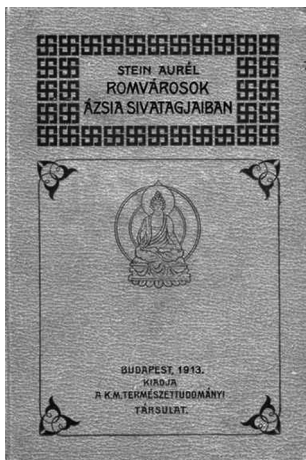 STEIN AURÉL
ROMVÁROSOK
ÁZSIA SIVATAGJAIBAN
BUDAPEST, 1913.
KIADJA
A K.M.TERMÉSZETTUDOMÁNYI
TÁRSULAT.